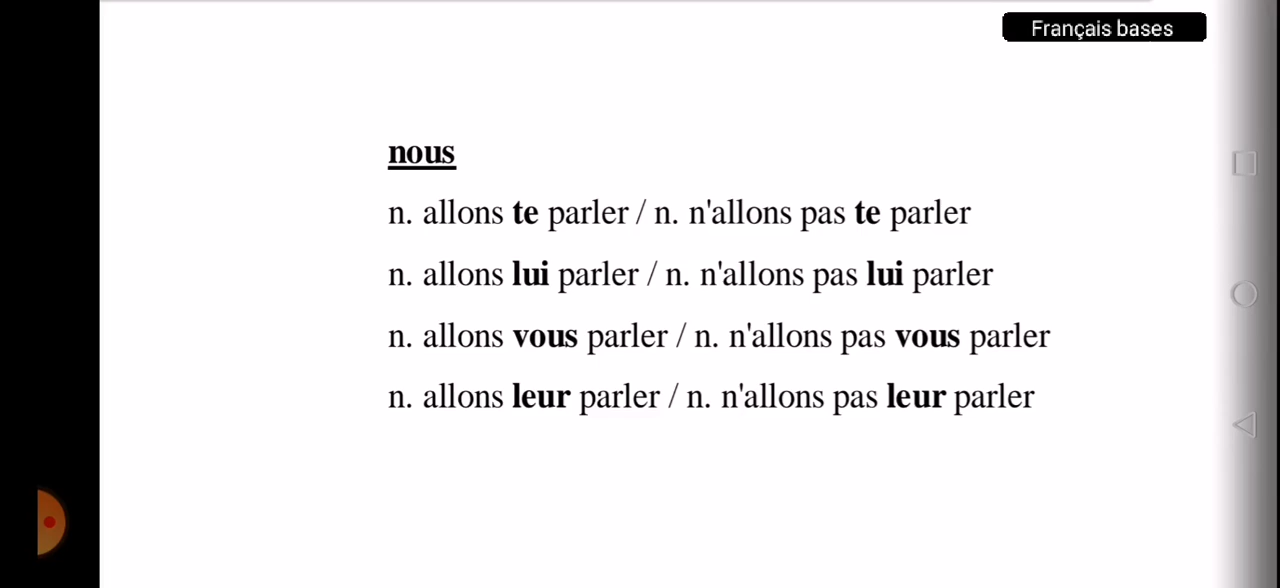 Français bases
nous
n. allons te parler / n. n'allons pas te parler
n. allons lui parler / n. n'allons pas lui parler
n. allons vous parler / n. n'allons pas vous parler
n. allons leur parler / n. n'allons pas leur parler